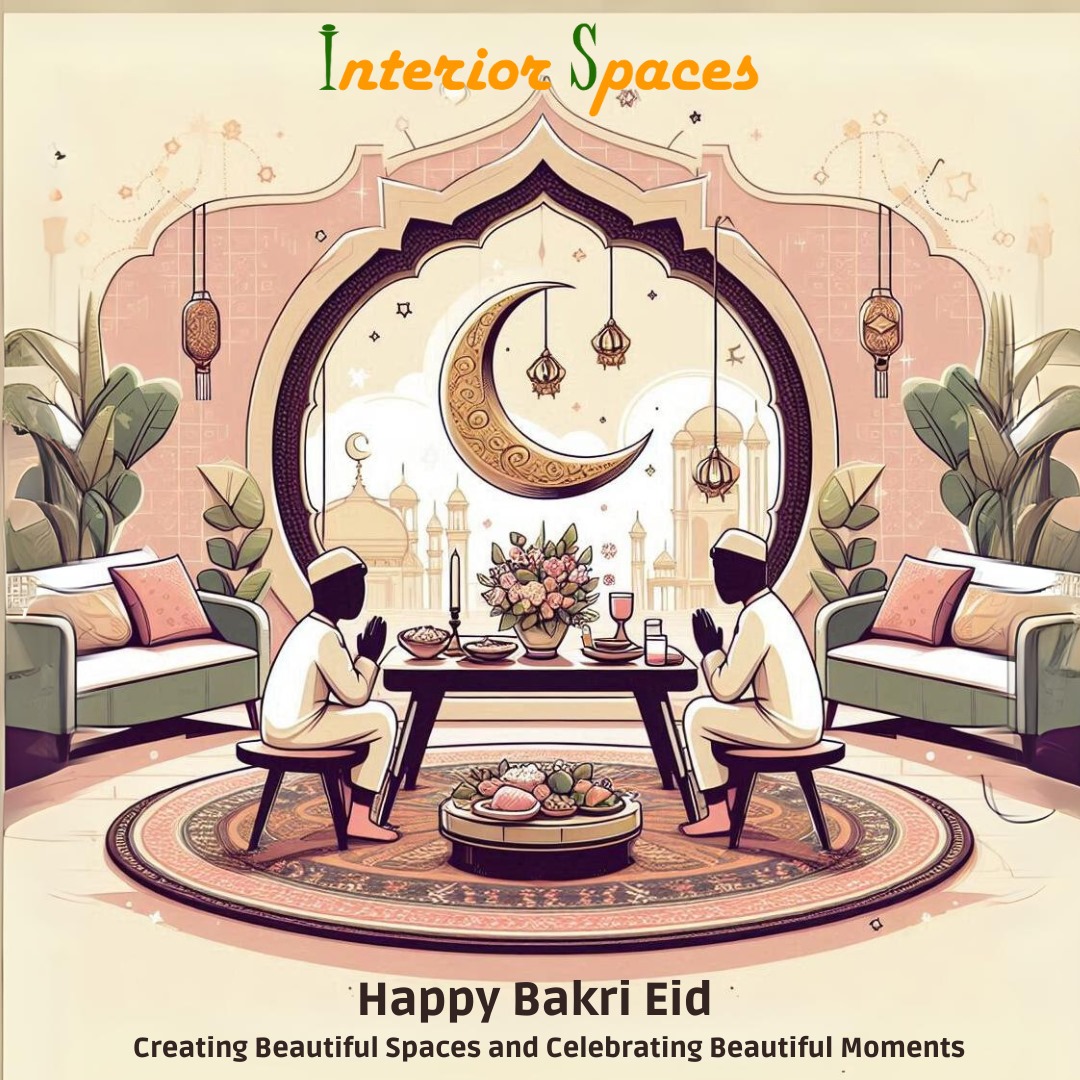 Interior Spaces
Happy Bakri Eid
Creating Beautiful Spaces and Celebrating Beautiful Moments